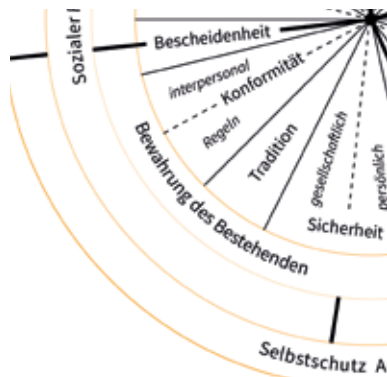 Sozialer
Bescheidenheit
interpersonal
Konformität
Regeln
Tradition
gesellschaftlich
persönlich
Sicherheit
Bewahrung des Bestehenden
Selbstschutz A